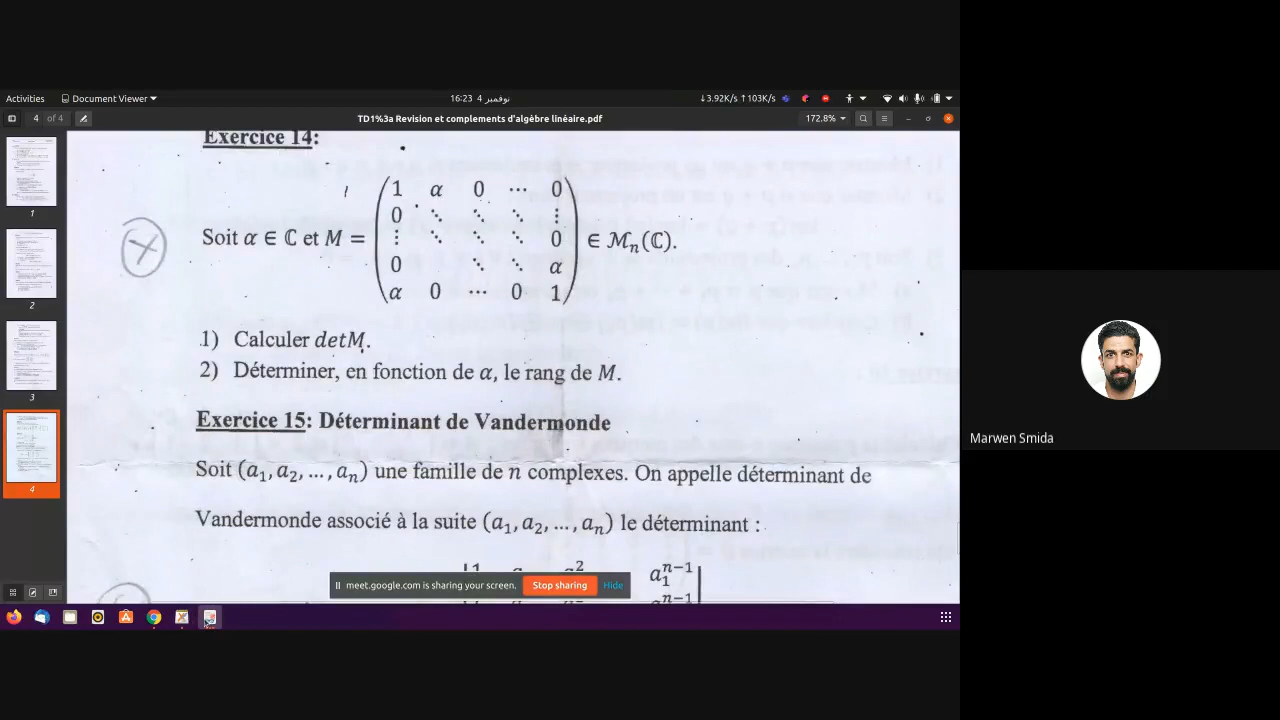 Activities Document Viewer 16:23 4 نوفمبر ↓3.92K/s ↑103K/s
4 of 4 TD1%3a Revision et complements d'algèbre linéaire.pdf 172.8%
Exercice 14:
Soit α ∈ ℂ et M = (1 α 0 ⋯ 0
0 ⋱ ⋱ ⋱ ⋮
⋮ ⋱ ⋱ ⋱ 0
0 ⋱ ⋱ α
α 0 ⋯ 0 1) ∈ ℳn(ℂ).
1) Calculer detM.
2) Déterminer, en fonction de α, le rang de M.
Exercice 15: Déterminant de Vandermonde
Soit (a₁, a₂, … , aₙ) une famille de n complexes. On appelle déterminant de
Vandermonde associé à la suite (a₁, a₂, … , aₙ) le déterminant :
a₁ⁿ⁻¹
meet.google.com is sharing your screen. Stop sharing Hide
1
2
3
4
Marwen Smida